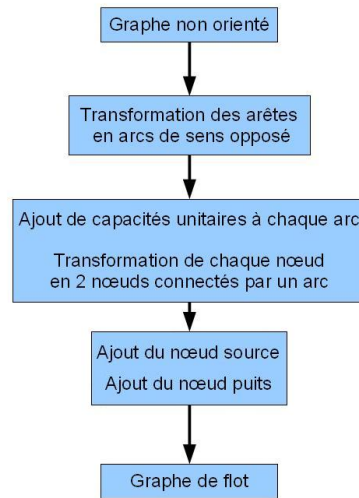 Graphe non orienté
Transformation des arêtes
en arcs de sens opposé
Ajout de capacités unitaires à chaque arc
Transformation de chaque nœud
en 2 nœuds connectés par un arc
Ajout du nœud source
Ajout du nœud puits
Graphe de flot